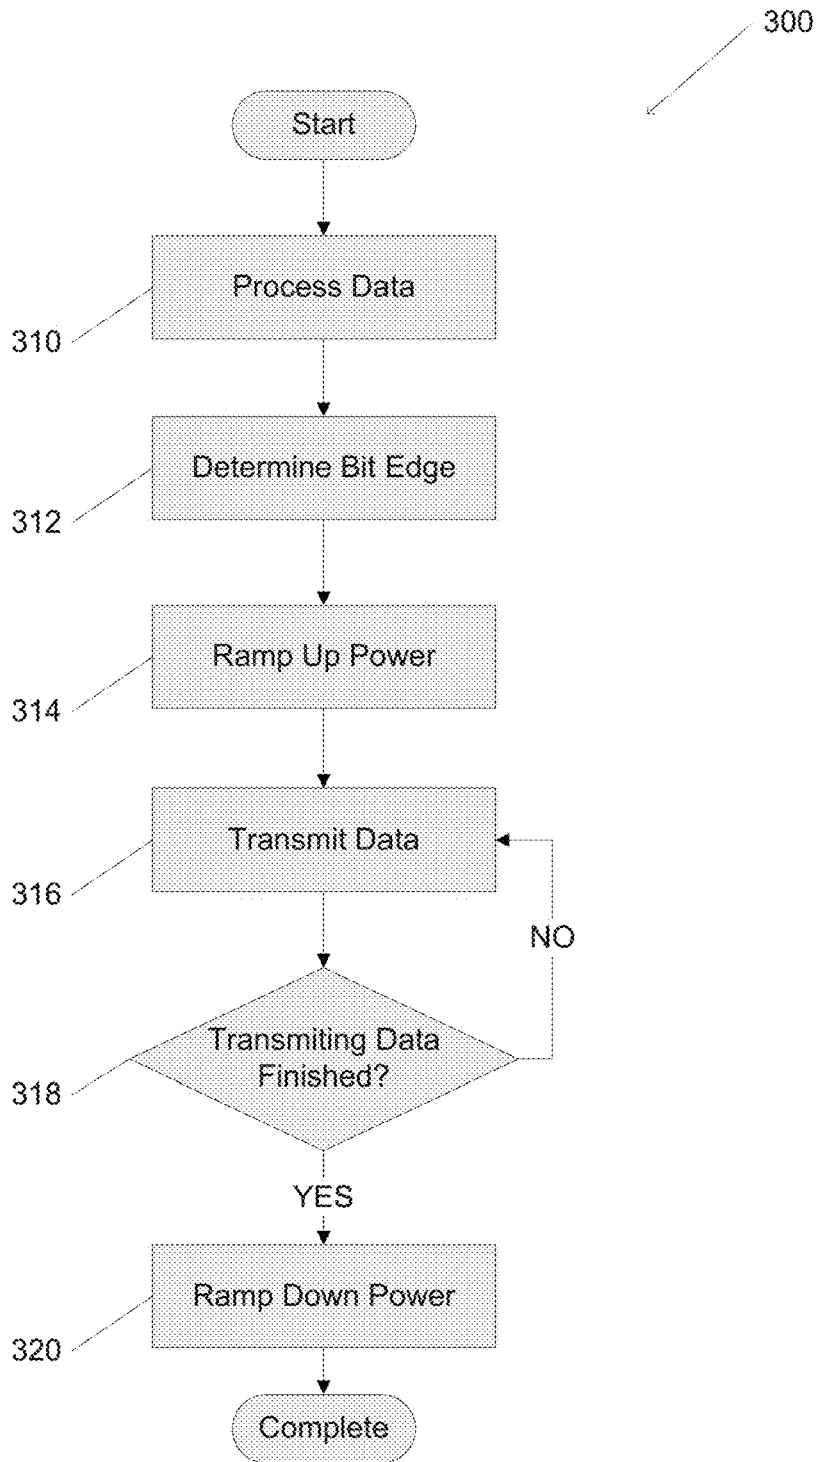 300
Start
Process Data
310
Determine Bit Edge
312
Ramp Up Power
314
Transmit Data
316
NO
Transmiting Data
Finished?
318
YES
Ramp Down Power
320
Complete